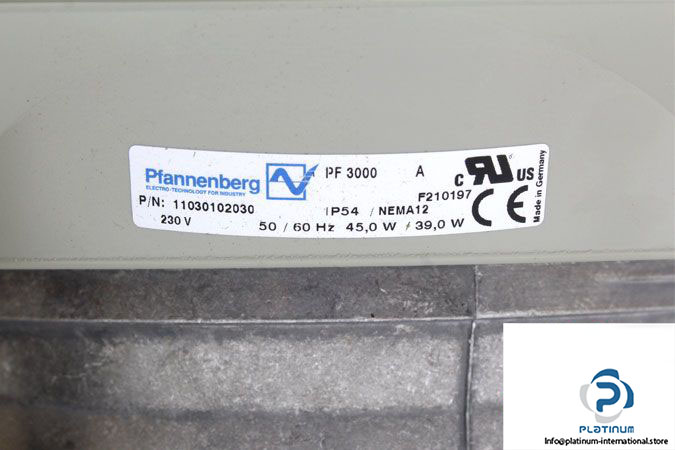 Pfannenberg PF 3000 A
ELECTRO-TECHNOLOGY FOR INDUSTRY
c RU US
P/N: 11030102030 IP54 / NEMA12 F210197
230 V 50 / 60 Hz 45,0 W / 39,0 W
CE
Made in Germany
PLATINUM
Info@platinum-international.store